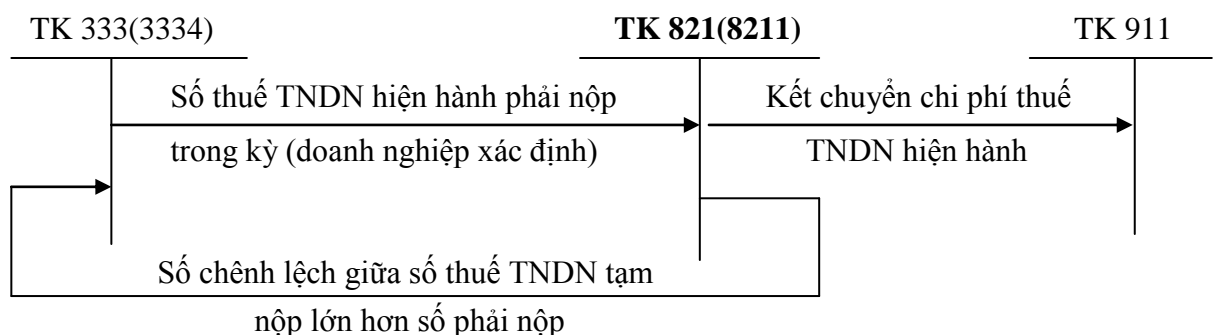 TK 333(3334)
TK 821(8211)
TK 911
Số thuế TNDN hiện hành phải nộp
trong kỳ (doanh nghiệp xác định)
Kết chuyển chi phí thuế
TNDN hiện hành
Số chênh lệch giữa số thuế TNDN tạm
nộp lớn hơn số phải nộp